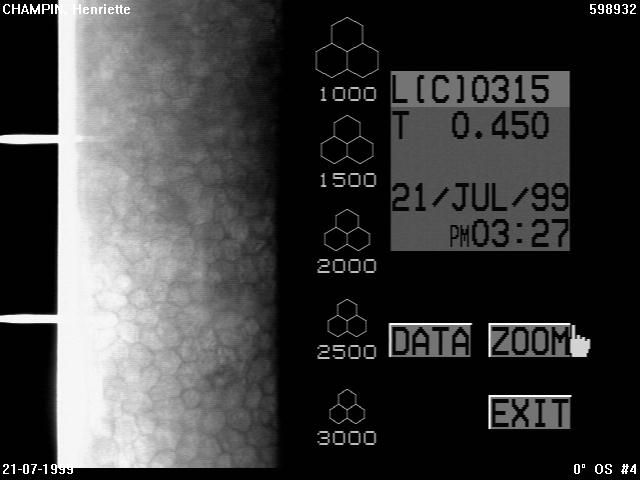 CHAMPIN, Henriette
598932
1000
1500
2000
2500
3000
L(C)0315
T 0.450
21/JUL/99
PM03:27
DATA ZOOM
EXIT
21-07-1999
0° OS #4